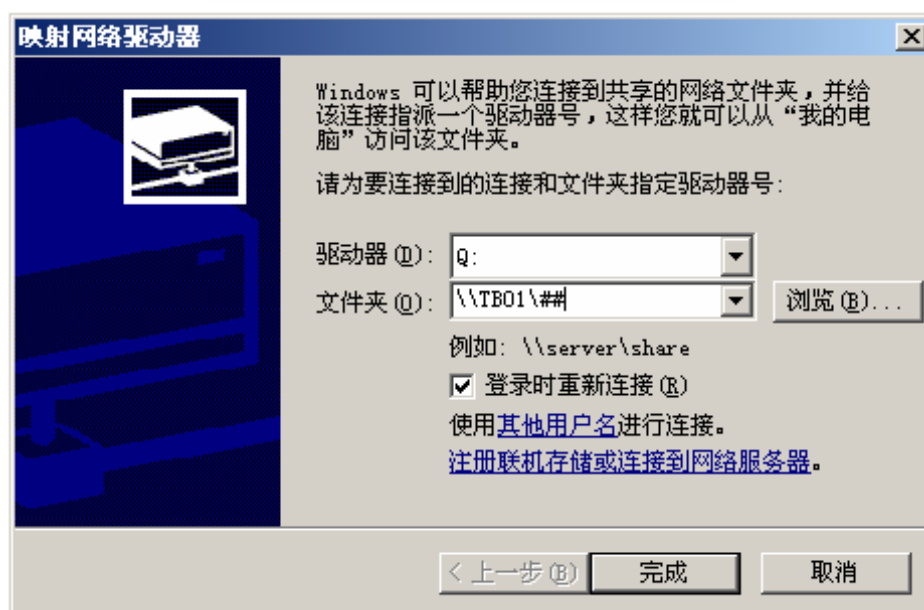 映射网络驱动器
Windows 可以帮助您连接到共享的网络文件夹，并给
该连接指派一个驱动器号，这样您就可以从“我的电
脑”访问该文件夹。
请为要连接到的连接和文件夹指定驱动器号：
驱动器(D)： Q:
文件夹(O)： \\TBO1\## 浏览(B)...
例如：\\server\share
登录时重新连接(R)
使用其他用户名进行连接。
注册联机存储或连接到网络服务器。
< 上一步(B) 完成 取消